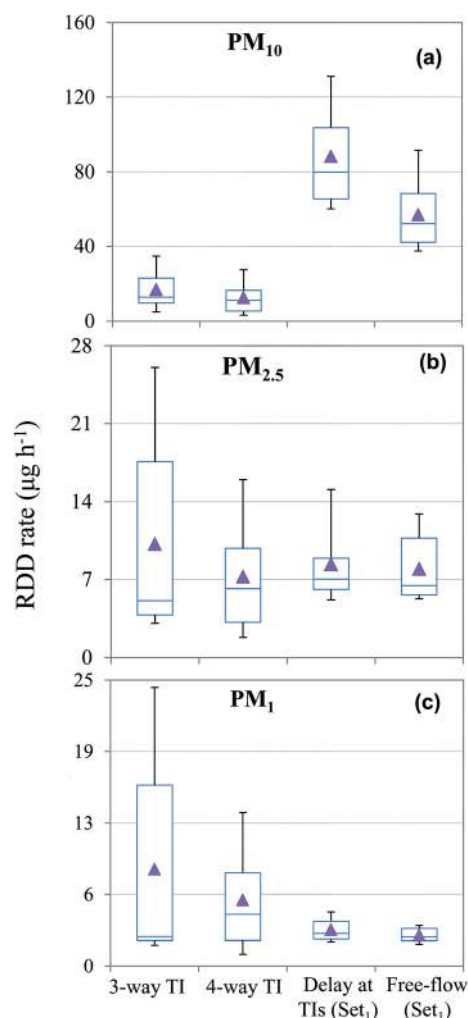 PM₁₀
(a)
160
120
80
40
0
PM₂.₅
(b)
28
21
14
7
0
RDD rate (µg h⁻¹)
PM₁
(c)
25
19
13
6
0
3-way TI
4-way TI
Delay at
TIs (Set₁)
Free-flow
(Set₁)